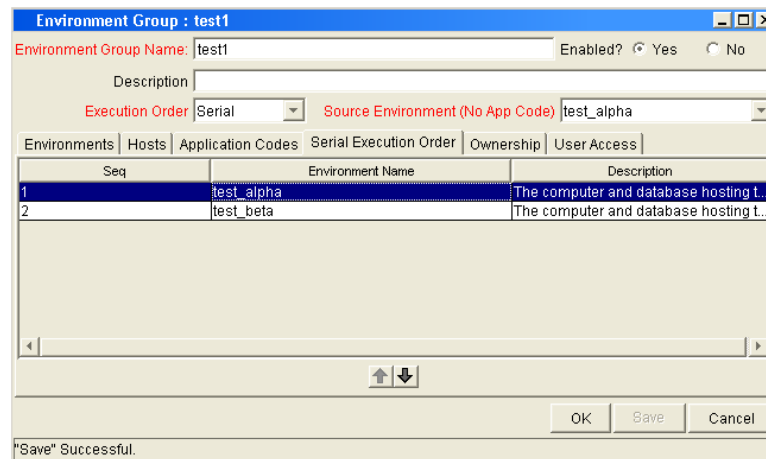 Environment Group : test1
Environment Group Name: test1 Enabled? Yes No
Description
Execution Order Serial Source Environment (No App Code) test_alpha
Environments Hosts Application Codes Serial Execution Order Ownership User Access
Seq Environment Name Description
1 test_alpha The computer and database hosting t...
2 test_beta The computer and database hosting t...
OK Save Cancel
"Save" Successful.